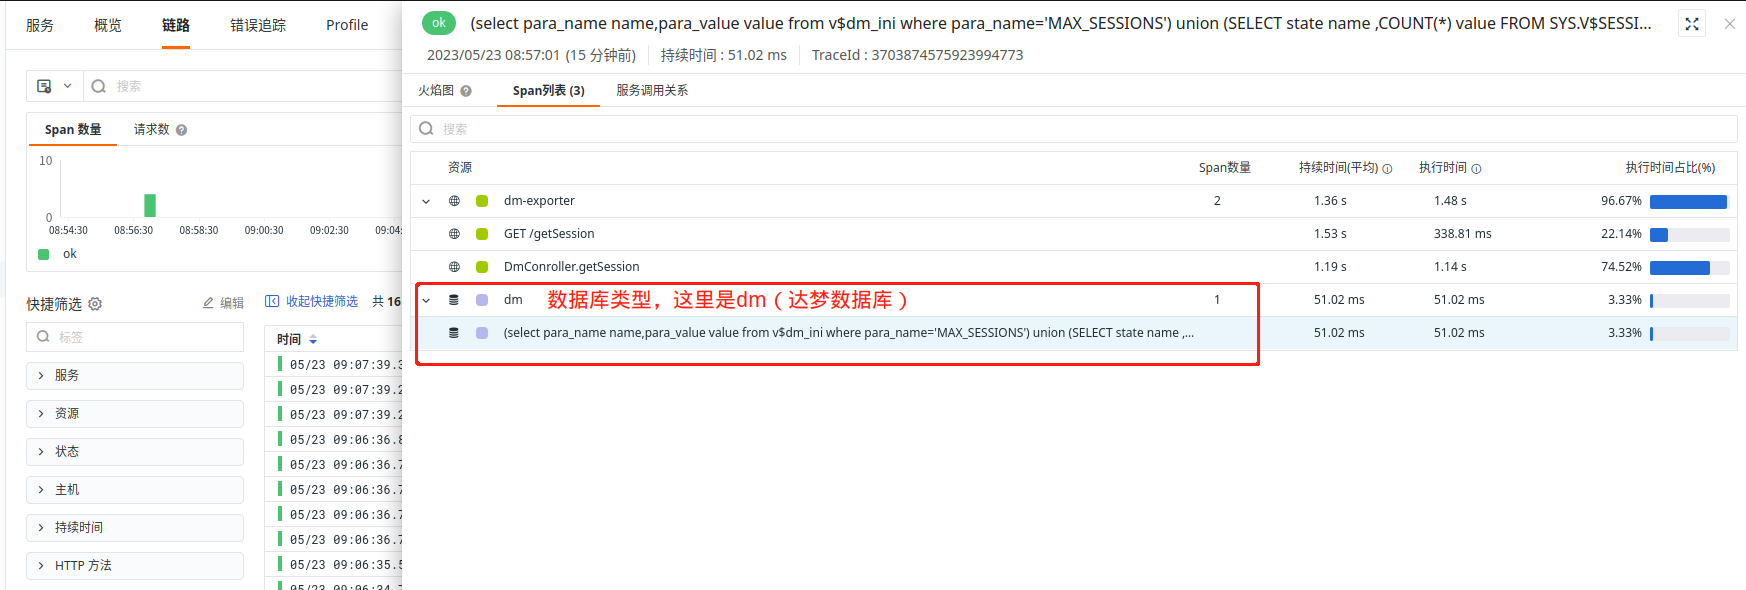 服务 概览 链路 错误追踪 Profile
搜索
Span 数量 请求数
10
0
08:54:30 08:56:30 08:58:30 09:00:30 09:02:30 09:04:
ok
快捷筛选 编辑 收起快捷筛选 共 16
标签
时间
服务
资源
状态
主机
持续时间
HTTP 方法
05/23 09:07:39.3
05/23 09:07:39.2
05/23 09:07:39.2
05/23 09:06:36.8
05/23 09:06:36.7
05/23 09:06:36.7
05/23 09:06:36.7
05/23 09:06:36.7
05/23 09:06:35.5
05/23 09:06:34.7
ok (select para_name name,para_value value from v$dm_ini where para_name='MAX_SESSIONS') union (SELECT state name ,COUNT(*) value FROM SYS.V$SESSI...
2023/05/23 08:57:01 (15 分钟前) 持续时间 : 51.02 ms TraceId : 3703874575923994773
火焰图 Span列表 (3) 服务调用关系
搜索
资源 Span数量 持续时间(平均) 执行时间 执行时间占比(%)
dm-exporter 2 1.36 s 1.48 s 96.67%
GET /getSession 1.53 s 338.81 ms 22.14%
DmConroller.getSession 1.19 s 1.14 s 74.52%
dm 数据库类型，这里是dm（达梦数据库） 1 51.02 ms 51.02 ms 3.33%
(select para_name name,para_value value from v$dm_ini where para_name='MAX_SESSIONS') union (SELECT state name ,... 51.02 ms 51.02 ms 3.33%